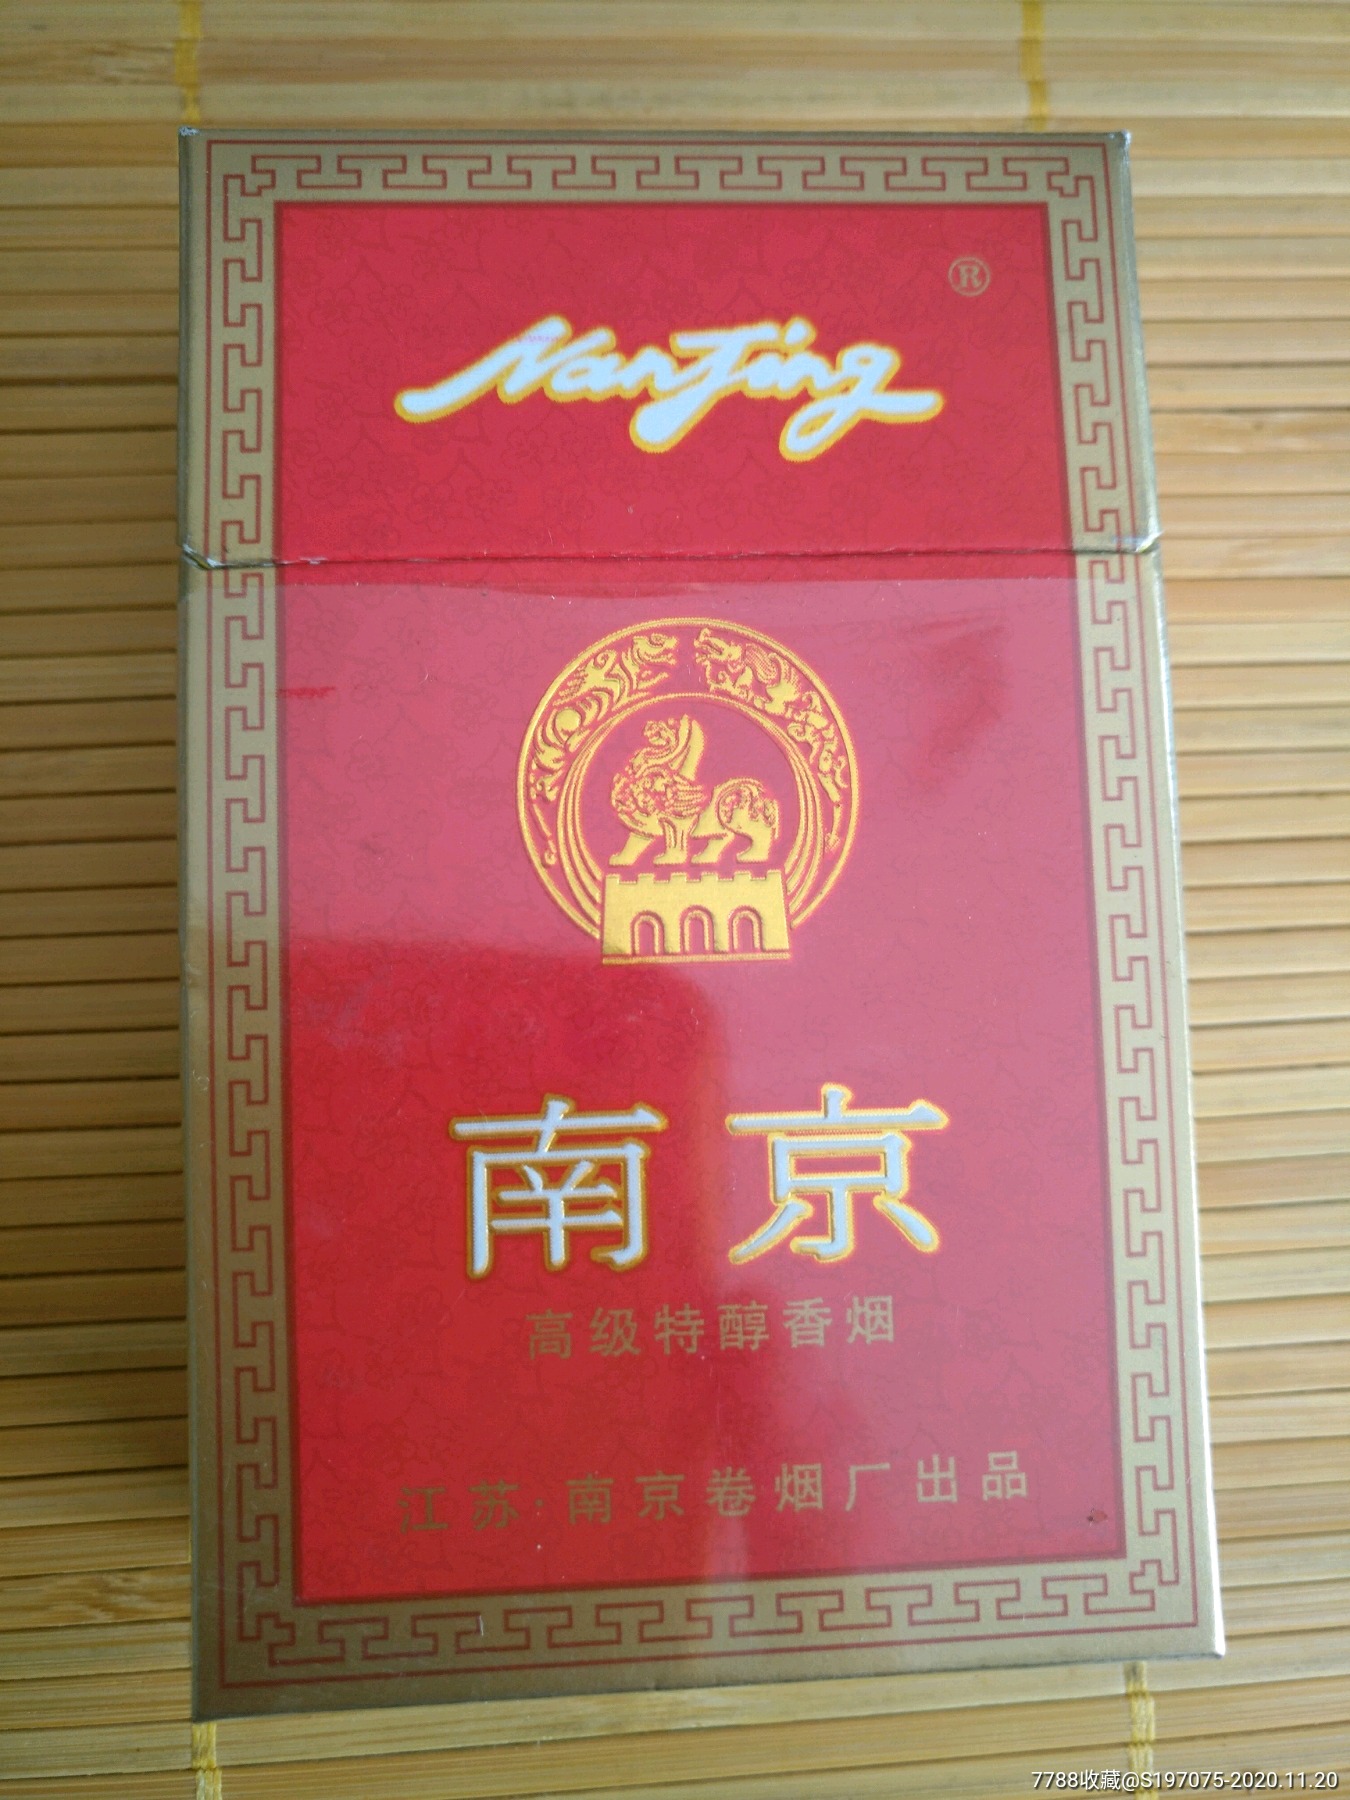 ®
NanJing
南京
高级特醇香烟
江苏·南京卷烟厂出品
7788收藏@S197075-2020.11.20